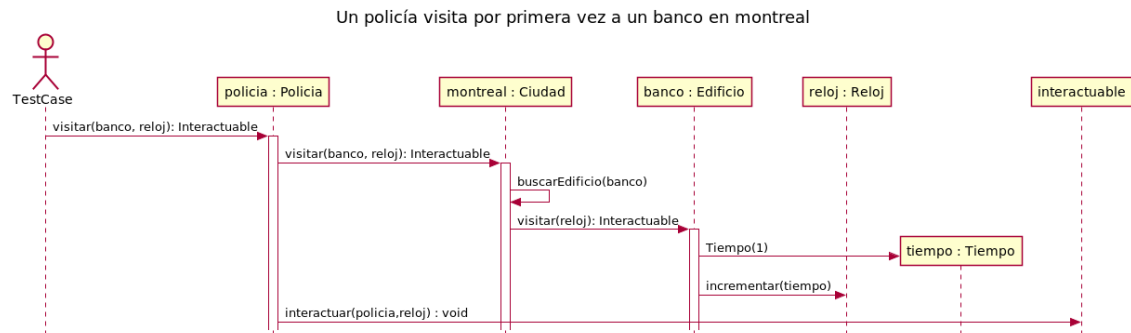 Un policía visita por primera vez a un banco en montreal
TestCase
policia : Policia
montreal : Ciudad
banco : Edificio
reloj : Reloj
interactuable
visitar(banco, reloj): Interactuable
visitar(banco, reloj): Interactuable
buscarEdificio(banco)
visitar(reloj): Interactuable
Tiempo(1)
tiempo : Tiempo
incrementar(tiempo)
interactuar(policia,reloj) : void